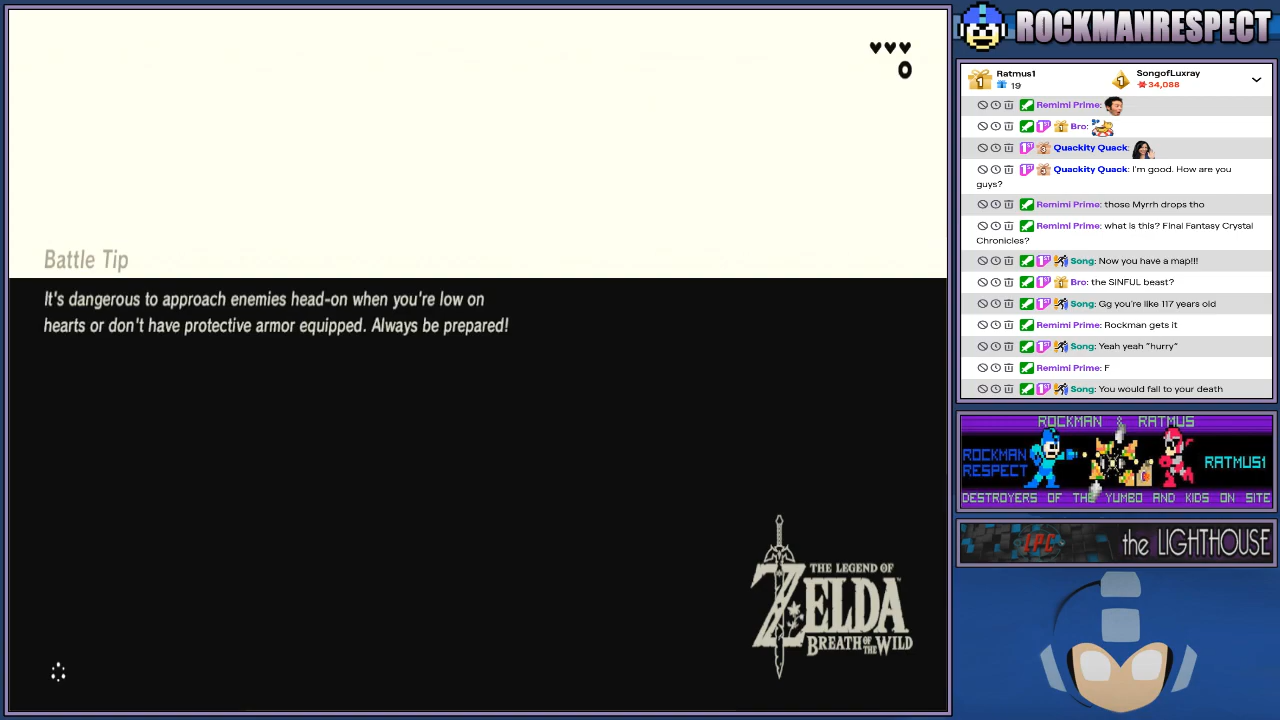 0
Battle Tip
It's dangerous to approach enemies head-on when you're low on
hearts or don't have protective armor equipped. Always be prepared!
THE LEGEND OF
ZELDA
BREATH OF THE WILD
ROCKMANRESPECT
Ratmus1
19
SongofLuxray
34,088
Remimi Prime:
Bro:
Quackity Quack:
Quackity Quack: I'm good. How are you
guys?
Remimi Prime: those Myrrh drops tho
Remimi Prime: what is this? Final Fantasy Crystal
Chronicles?
Song: Now you have a map!!!
Bro: the SINFUL beast?
Song: Gg you're like 117 years old
Remimi Prime: Rockman gets it
Song: Yeah yeah "hurry"
Remimi Prime: F
Song: You would fall to your death
ROCKMAN & RATMUS
ROCKMAN
RESPECT
RATMUS1
DESTROYERS OF THE YUMBO AND KIDS ON SITE
LPC
the LIGHTHOUSE